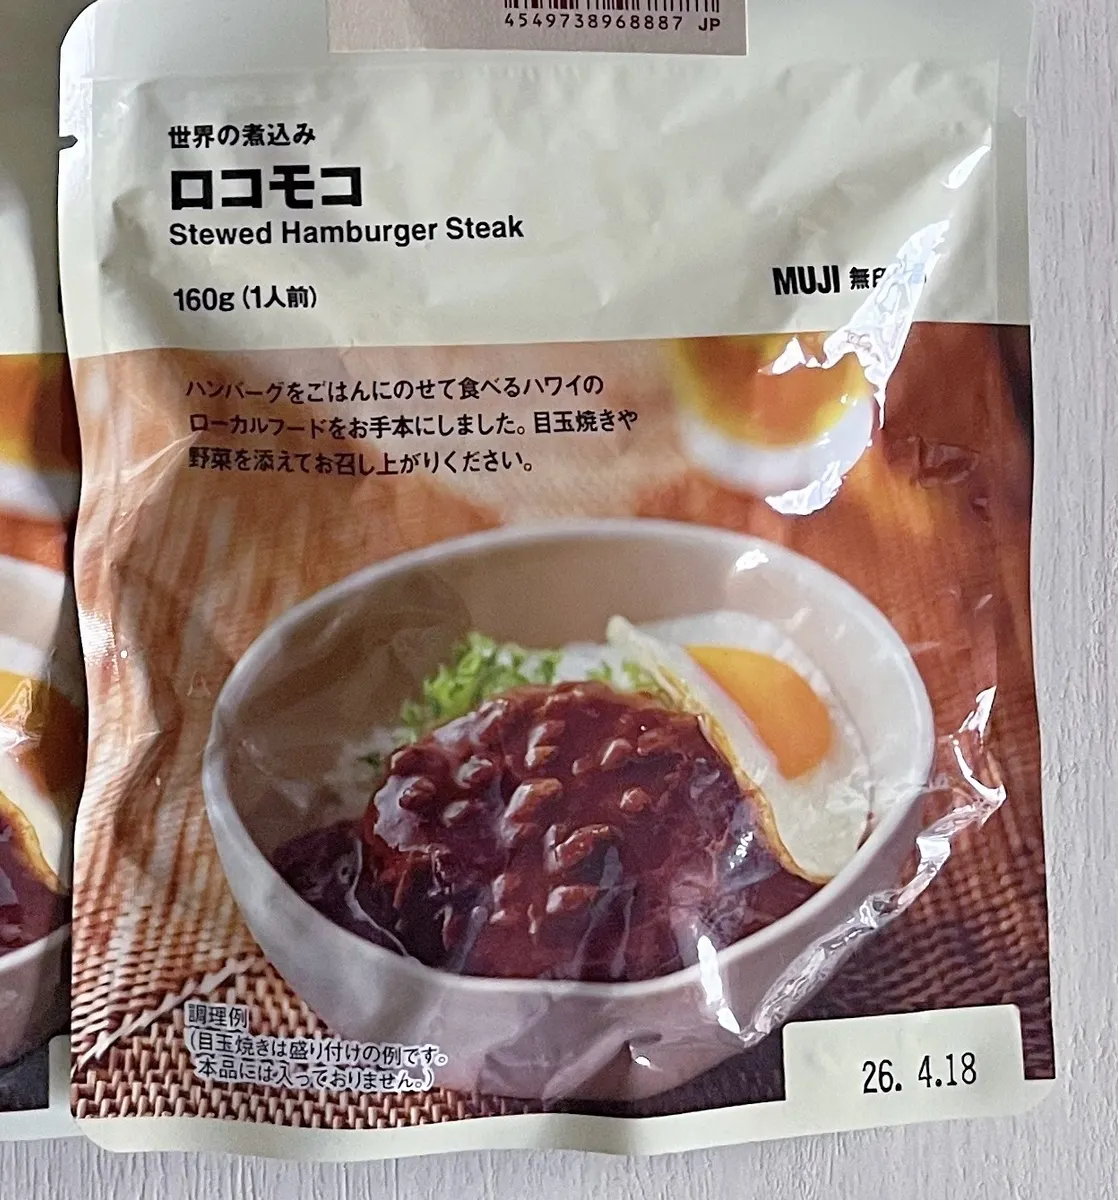 4549738968887 JP
世界の煮込み
ロコモコ
Stewed Hamburger Steak
160g(1人前)
MUJI 無印
ハンバーグをごはんにのせて食べるハワイの
ローカルフードをお手本にしました。目玉焼きや
野菜を添えてお召し上がりください。
調理例
(目玉焼きは盛り付けの例です。
本品には入っておりません。)
26. 4.18